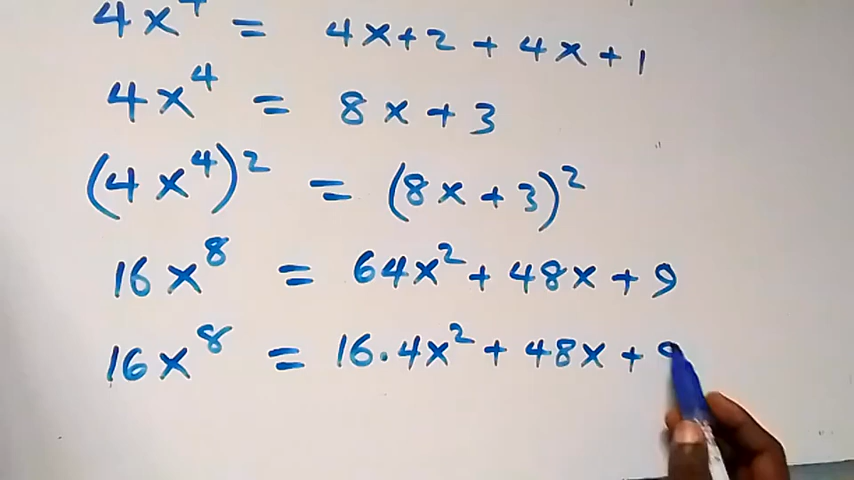 4x⁴ = 4x+2 + 4x+1
4x⁴ = 8x + 3
(4x⁴)² = (8x + 3)²
16x⁸ = 64x² + 48x + 9
16x⁸ = 16.4x² + 48x + 9